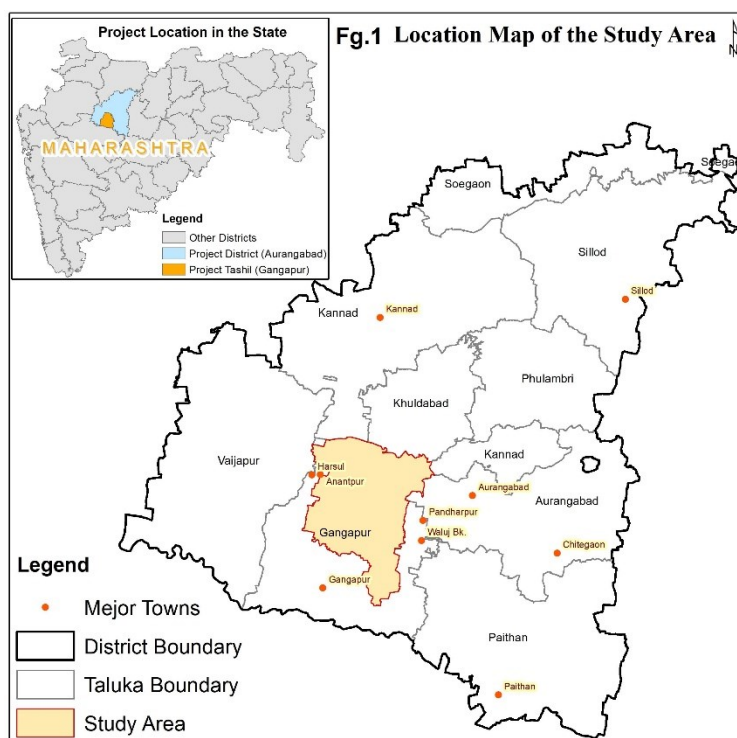 Project Location in the State
MAHARASHTRA
Legend
Other Districts
Project District (Aurangabad)
Project Tashil (Gangapur)
Fg.1 Location Map of the Study Area
N
Soegaon
Soegao
Sillod
Sillod
Kannad
Kannad
Phulambri
Khuldabad
Kannad
Vaijapur
Harsul
Anantpur
Aurangabad
Aurangabad
Pandharpur
Gangapur
Waluj Bk.
Chitegaon
Gangapur
Paithan
Paithan
Legend
Mejor Towns
District Boundary
Taluka Boundary
Study Area